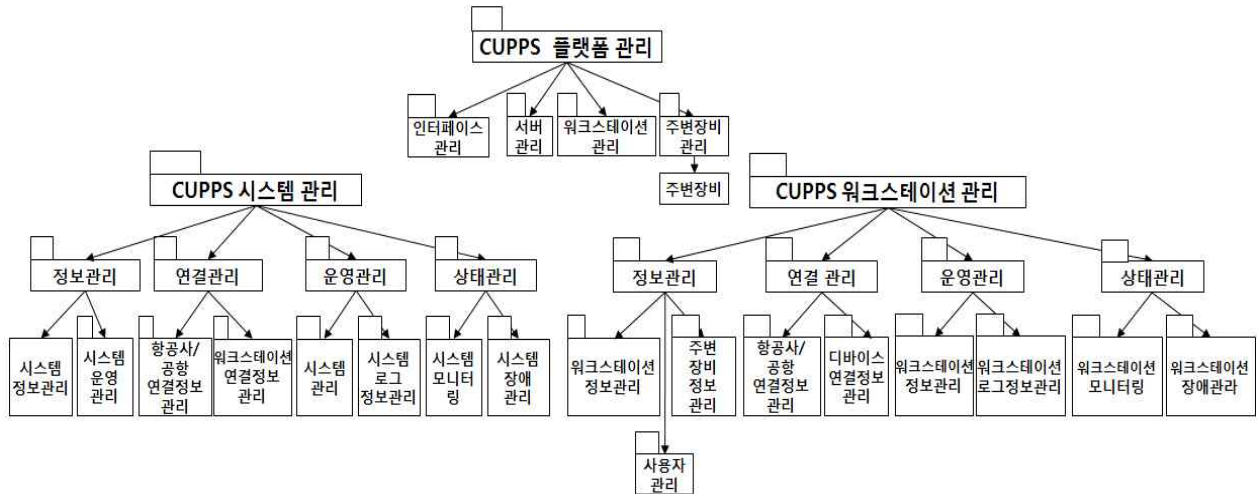 CUPPS 플랫폼 관리
인터페이스
관리
서버
관리
워크스테이션
관리
주변장비
관리
주변장비
CUPPS 시스템 관리
정보관리
연결관리
운영관리
상태관리
시스템
정보관리
시스템
운영
관리
항공사/
공항
연결정보
관리
워크스테이션
연결정보
관리
시스템
관리
시스템
로그
정보관리
시스템
모니터
링
시스템
장애
관리
CUPPS 워크스테이션 관리
정보관리
연결 관리
운영관리
상태관리
워크스테이션
정보관리
주변
장비
정보
관리
사용자
관리
항공사/
공항
연결정보
관리
디바이스
연결정보
관리
워크스테이션
정보관리
워크스테이션
로그정보관리
워크스테이션
모니터링
워크스테이션
장애관라